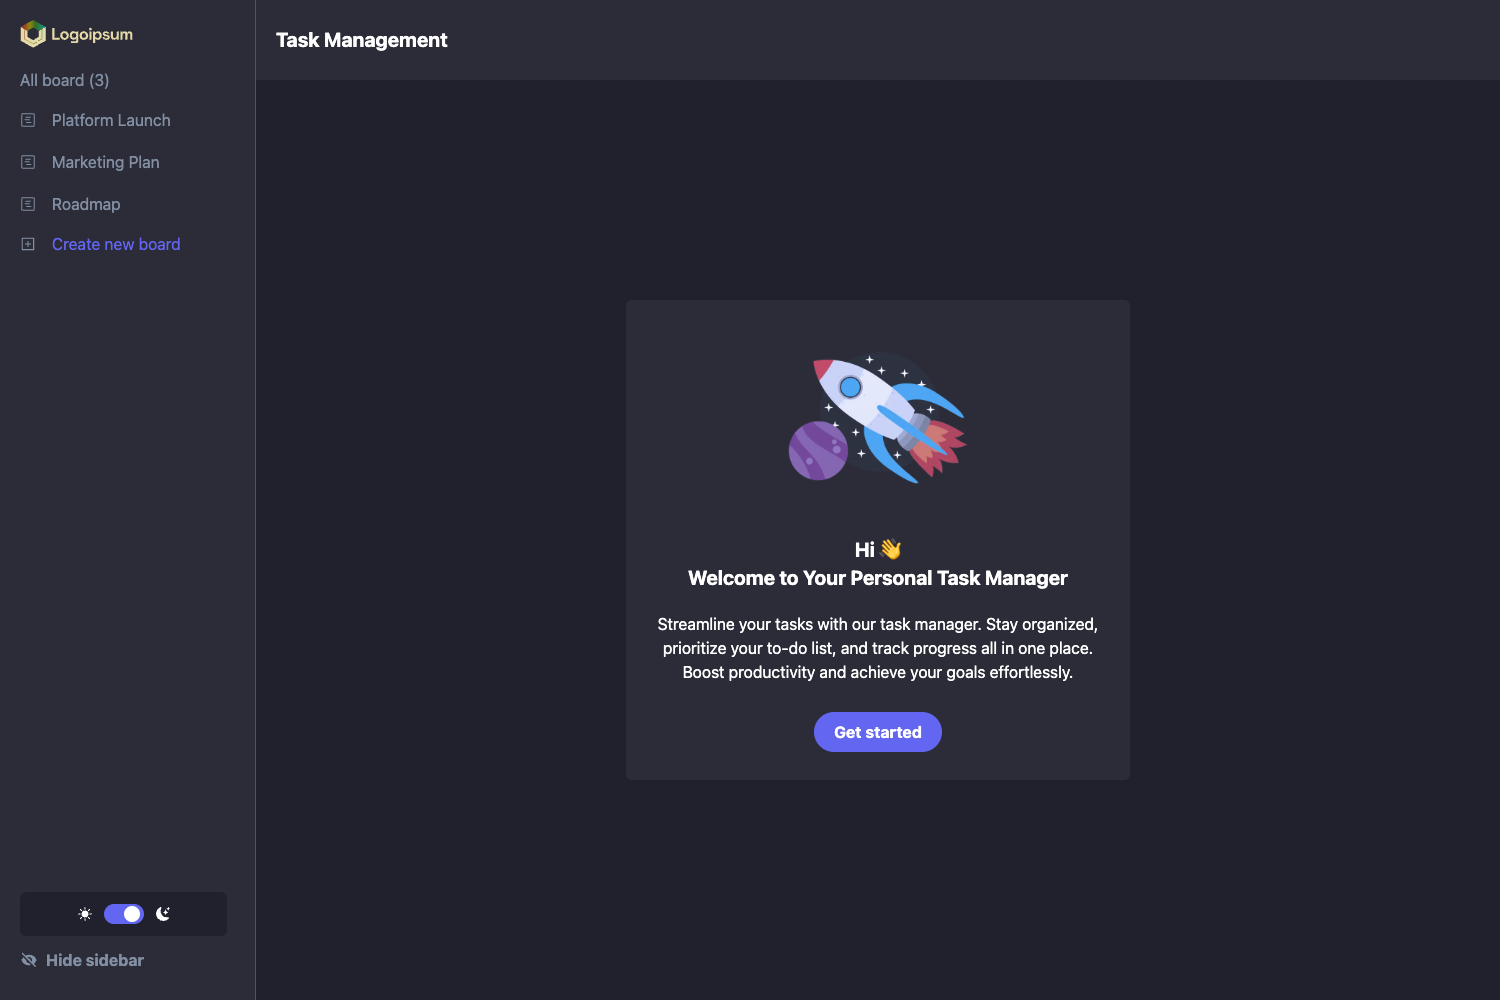 Logoipsum
All board (3)
Platform Launch
Marketing Plan
Roadmap
Create new board
Hide sidebar
Task Management
Hi 👋
Welcome to Your Personal Task Manager
Streamline your tasks with our task manager. Stay organized,
prioritize your to-do list, and track progress all in one place.
Boost productivity and achieve your goals effortlessly.
Get started